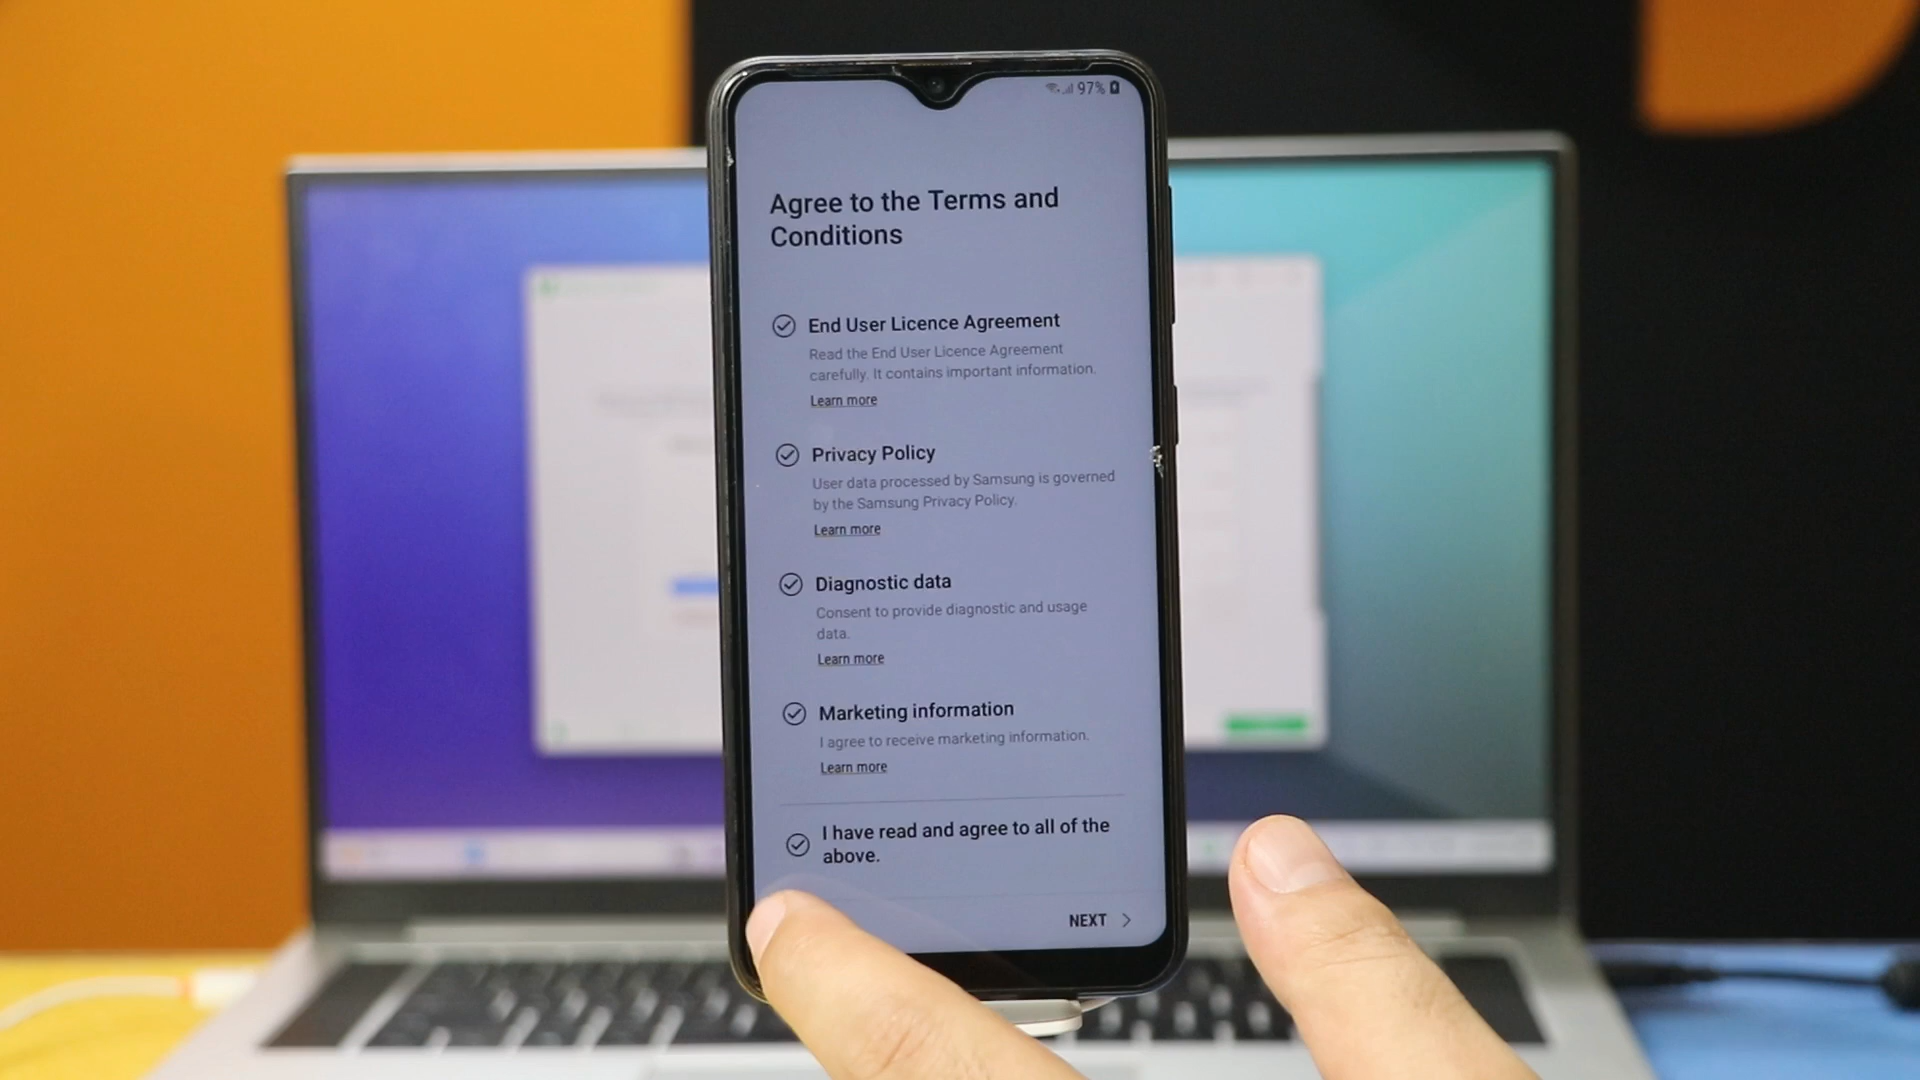 97%
Agree to the Terms and
Conditions
End User Licence Agreement
Read the End User Licence Agreement
carefully. It contains important information.
Learn more
Privacy Policy
User data processed by Samsung is governed
by the Samsung Privacy Policy.
Learn more
Diagnostic data
Consent to provide diagnostic and usage
data.
Learn more
Marketing information
I agree to receive marketing information.
Learn more
I have read and agree to all of the
above.
NEXT